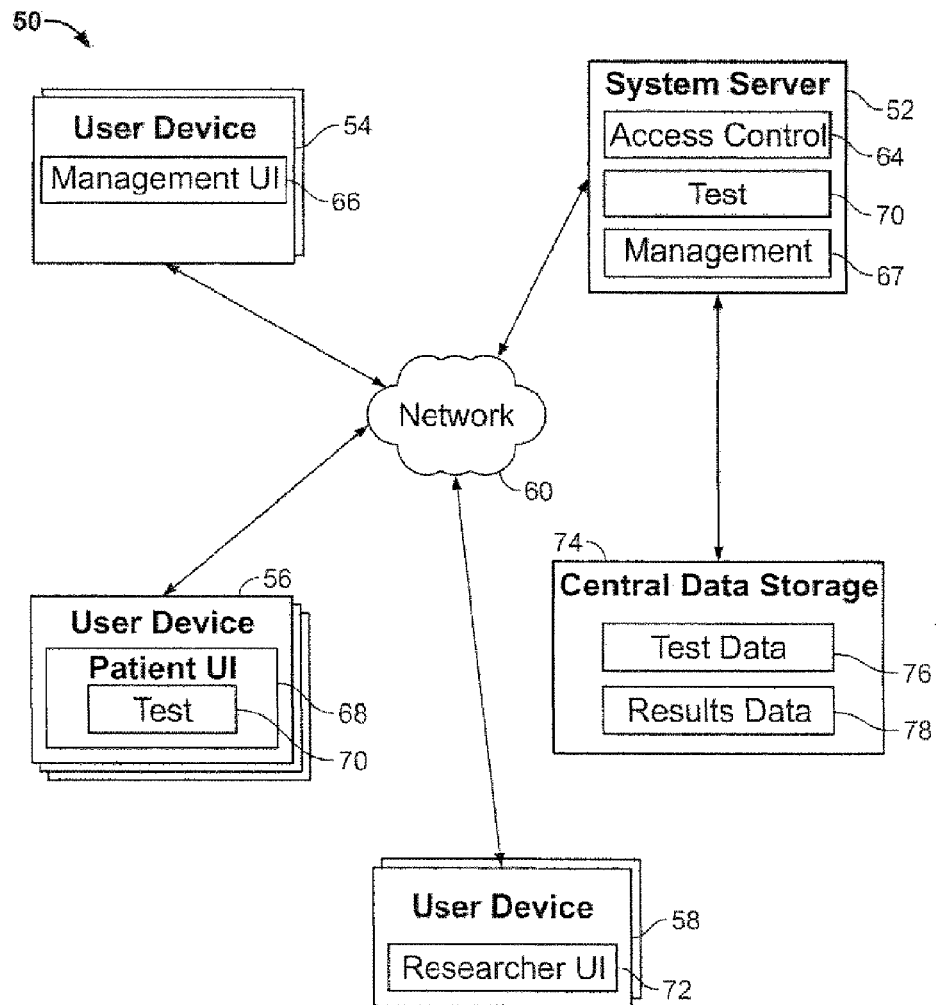 50
User Device
54
Management UI
66
System Server
52
Access Control
64
Test
70
Management
67
Network
60
56
User Device
Patient UI
68
Test
70
74
Central Data Storage
Test Data
76
Results Data
78
User Device
58
Researcher UI
72